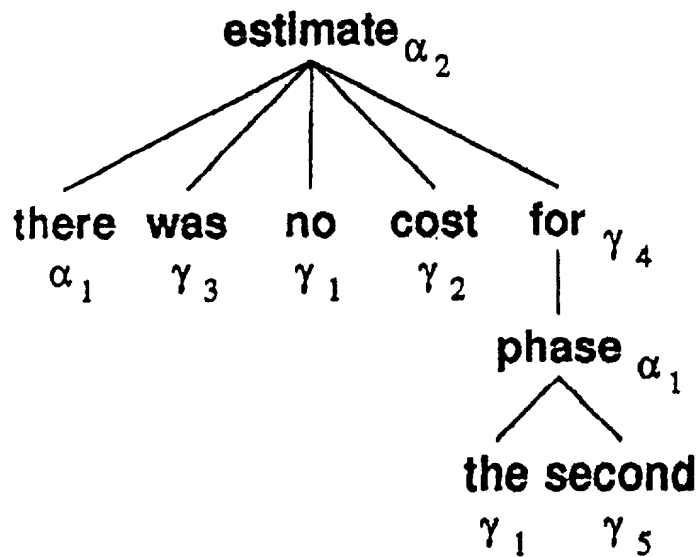 estimate α₂
there was no cost for γ₄
α₁ γ₃ γ₁ γ₂
phase α₁
the second
γ₁ γ₅